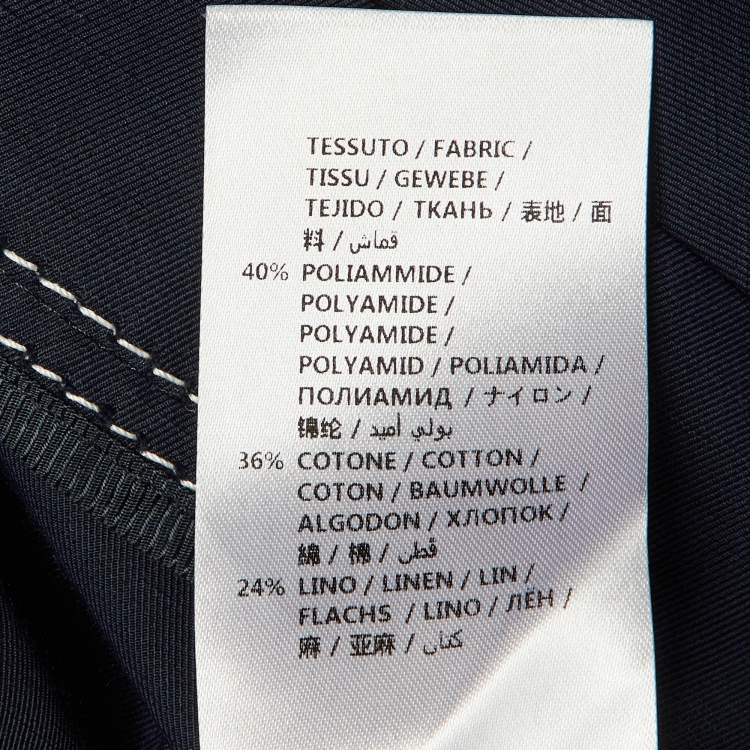 TESSUTO / FABRIC /
TISSU / GEWEBE /
TEJIDO / ТКАНЬ / 表地 / 面
料 / قماش
40% POLIAMMIDE /
POLYAMIDE /
POLYAMIDE /
POLYAMID / POLIAMIDA /
ПОЛИАМИД / ナイロン /
锦纶 / بولي أميد
36% COTONE / COTTON /
COTON / BAUMWOLLE /
ALGODON / ХЛОПОК /
綿 / 棉 / قطن
24% LINO / LINEN / LIN /
FLACHS / LINO / ЛЁН /
麻 / 亚麻 / كتان